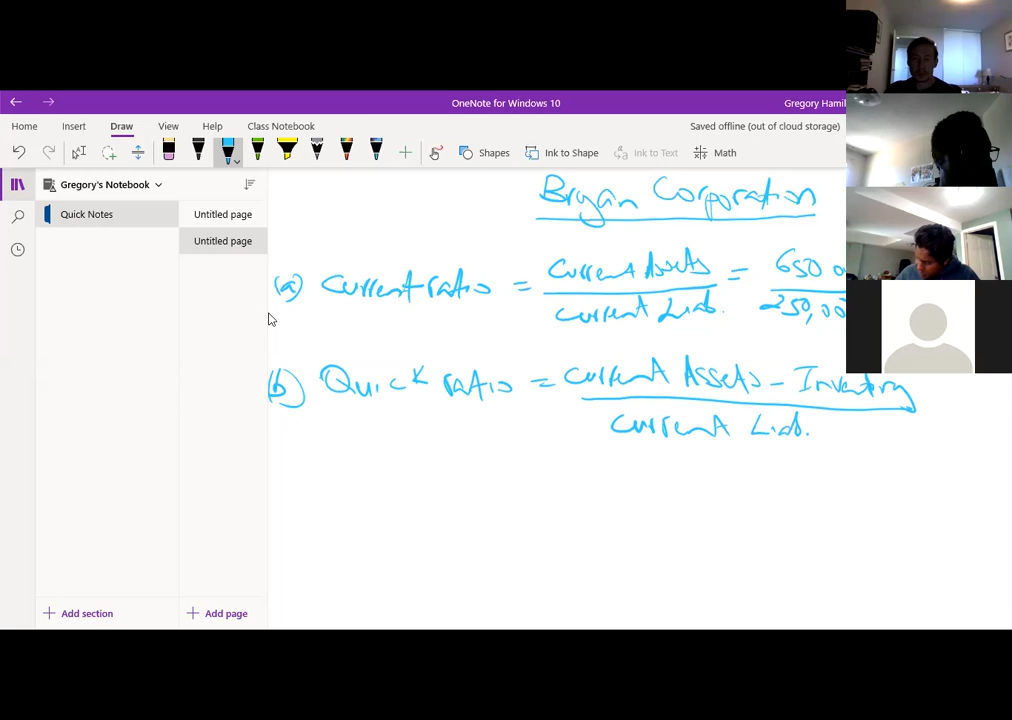 OneNote for Windows 10
Gregory Hamil
Home Insert Draw View Help Class Notebook
Saved offline (out of cloud storage)
Shapes Ink to Shape Ink to Text Math
Gregory's Notebook
Quick Notes
Untitled page
Untitled page
Bryan Corporation
(a) Current ratio = Current Assets = 650
Current Liab. 250,00
(b) Quick ratio = Current Assets - Inventory
Current Liab.
Add section
Add page